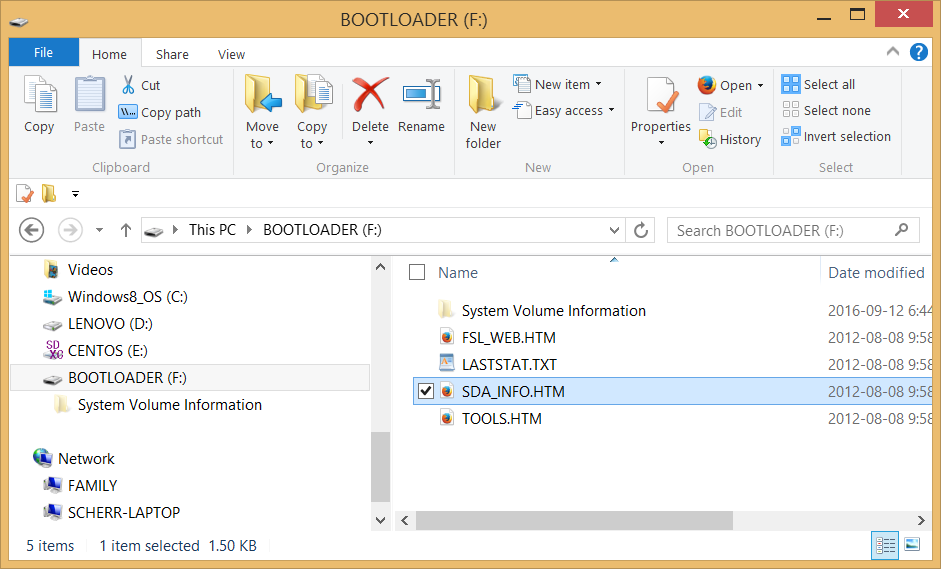 BOOTLOADER (F:)
File Home Share View
Copy
Paste
Cut
Copy path
Paste shortcut
Clipboard
Move to
Copy to
Delete
Rename
Organize
New folder
New item
Easy access
New
Properties
Open
Edit
History
Open
Select all
Select none
Invert selection
Select
This PC BOOTLOADER (F:)
Search BOOTLOADER (F:)
Videos
Windows8_OS (C:)
LENOVO (D:)
SD XC CENTOS (E:)
BOOTLOADER (F:)
System Volume Information
Network
FAMILY
SCHERR-LAPTOP
Name Date modified
System Volume Information 2016-09-12 6:44
FSL_WEB.HTM 2012-08-08 9:58
LASTSTAT.TXT 2012-08-08 9:58
SDA_INFO.HTM 2012-08-08 9:58
TOOLS.HTM 2012-08-08 9:58
5 items 1 item selected 1.50 KB